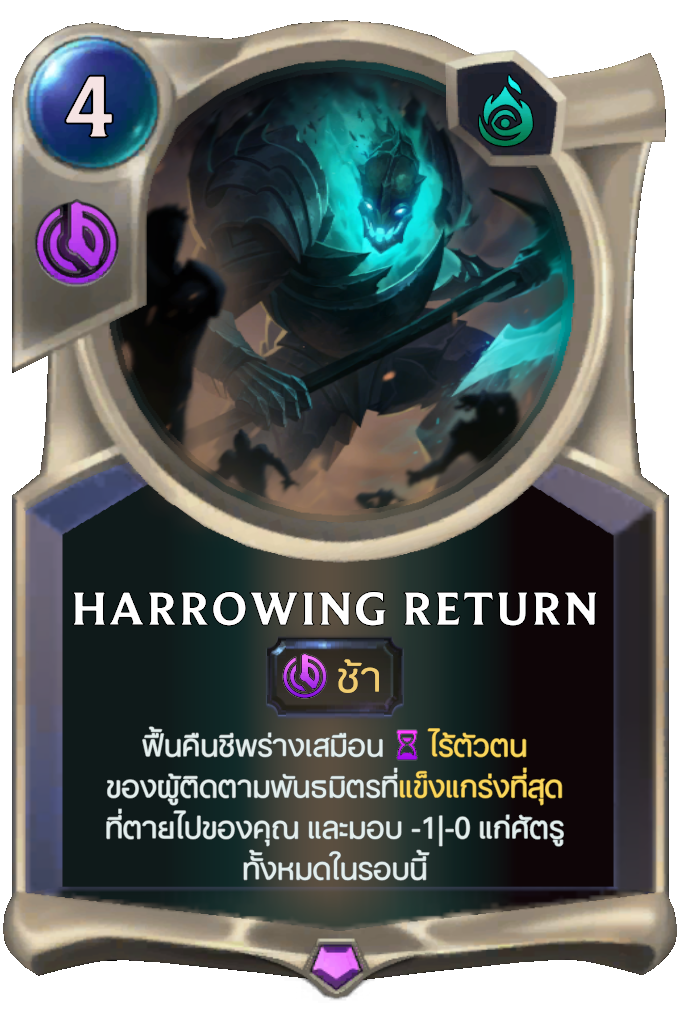 4
HARROWING RETURN
ช้า
ฟื้นคืนชีพร่างเสมือน ไร้ตัวตน
ของผู้ติดตามพันธมิตรที่แข็งแกร่งที่สุด
ที่ตายไปของคุณ และมอบ -1|-0 แก่ศัตรู
ทั้งหมดในรอบนี้